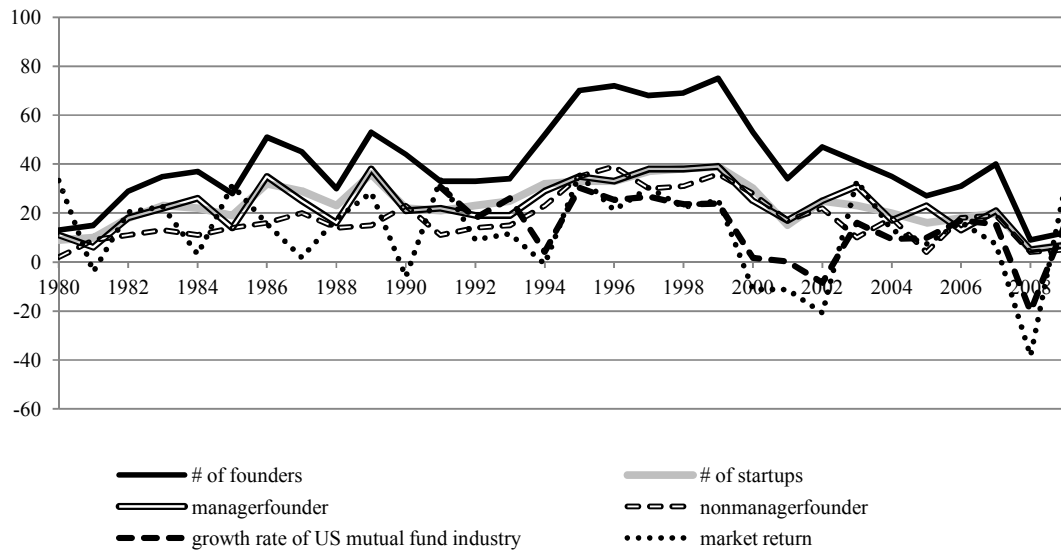 100
80
60
40
20
0
1980 1982 1984 1986 1988 1990 1992 1994 1996 1998 2000 2002 2004 2006 2008
-20
-40
-60
# of founders # of startups
managerfounder nonmanagerfounder
growth rate of US mutual fund industry market return